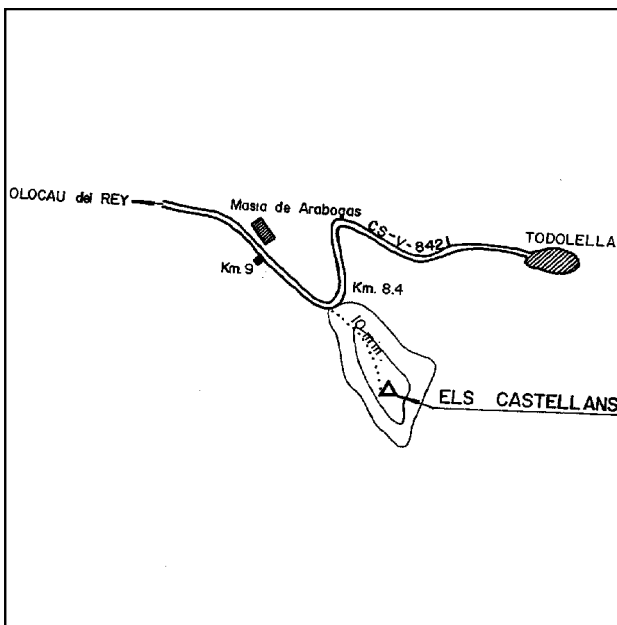 OLOCAU del REY
Masia de Arabogas
CS-V-8421
TODOLELLA
Km. 9
Km. 8.4
10 min.
ELS CASTELLANS